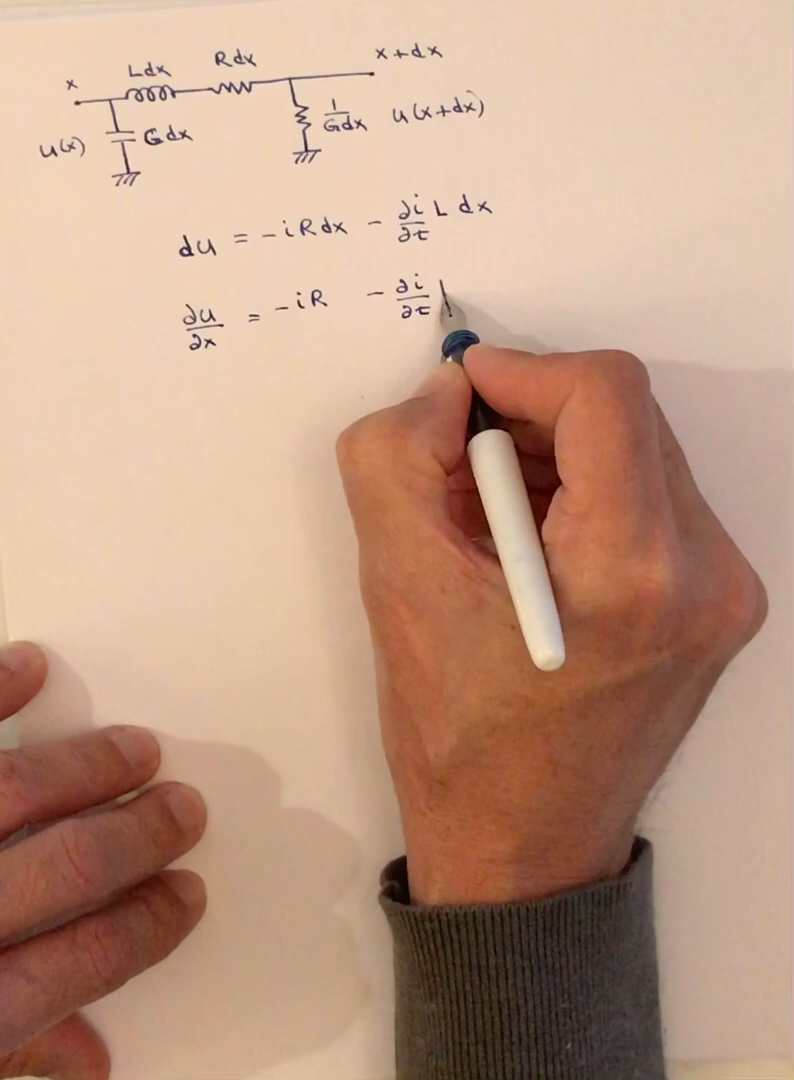 x Ldx Rdx x+dx
u(x) Gdx 1/Gdx u(x+dx)
du = -iRdx - ∂i/∂t L dx
∂u/∂x = -iR - ∂i/∂t